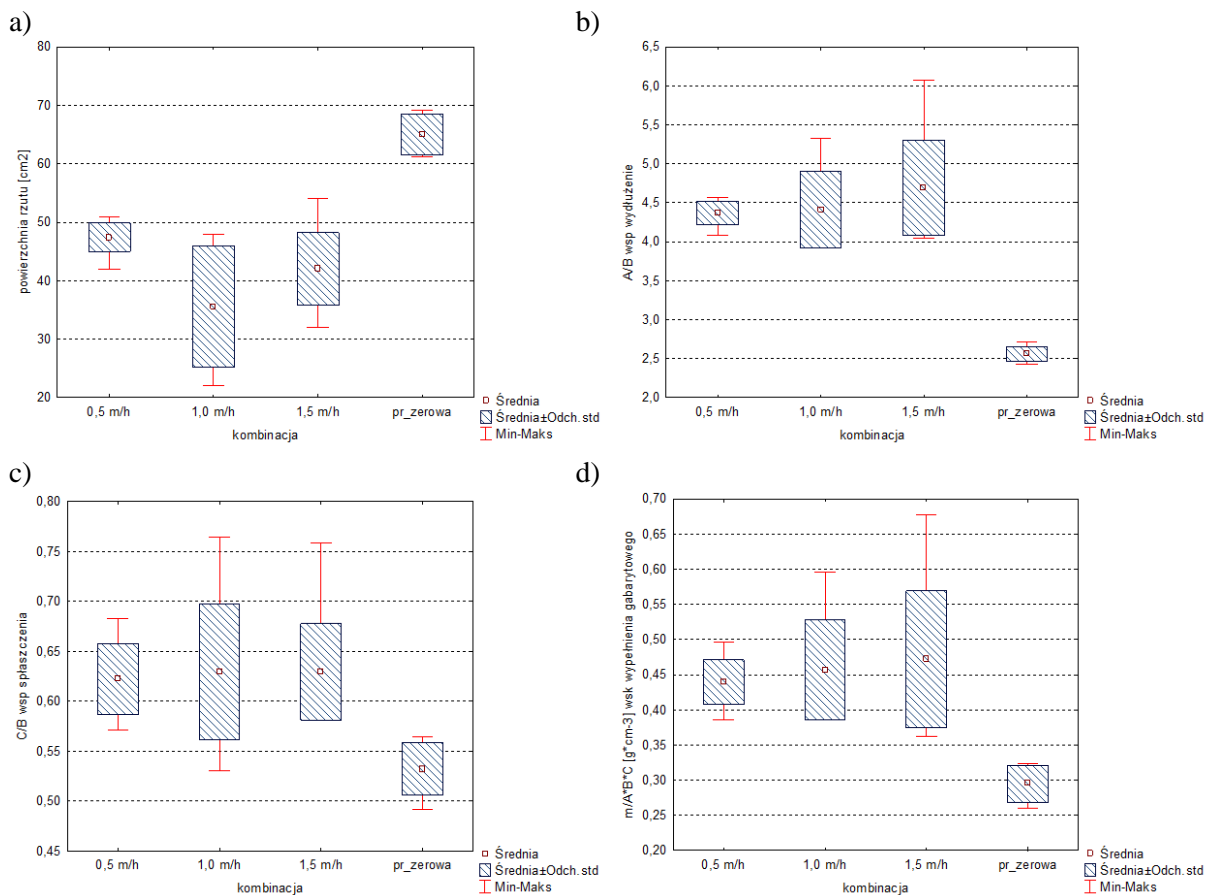 a)
80
70
60
50
40
30
20
powierzchnia rzutu [cm2]
0,5 m/h 1,0 m/h 1,5 m/h pr_zerowa
kombinacja
Średnia
Średnia±Odch.std
Min-Maks
b)
6,5
6,0
5,5
5,0
4,5
4,0
3,5
3,0
2,5
2,0
A/B wsp wydłużenie
0,5 m/h 1,0 m/h 1,5 m/h pr_zerowa
kombinacja
Średnia
Średnia±Odch.std
Min-Maks
c)
0,80
0,75
0,70
0,65
0,60
0,55
0,50
0,45
C/B wsp spłaszczenia
0,5 m/h 1,0 m/h 1,5 m/h pr_zerowa
kombinacja
Średnia
Średnia±Odch.std
Min-Maks
d)
0,70
0,65
0,60
0,55
0,50
0,45
0,40
0,35
0,30
0,25
0,20
m/A*B*C [g*cm-3] wsk wypełnienia gabarytowego
0,5 m/h 1,0 m/h 1,5 m/h pr_zerowa
kombinacja
Średnia
Średnia±Odch.std
Min-Maks